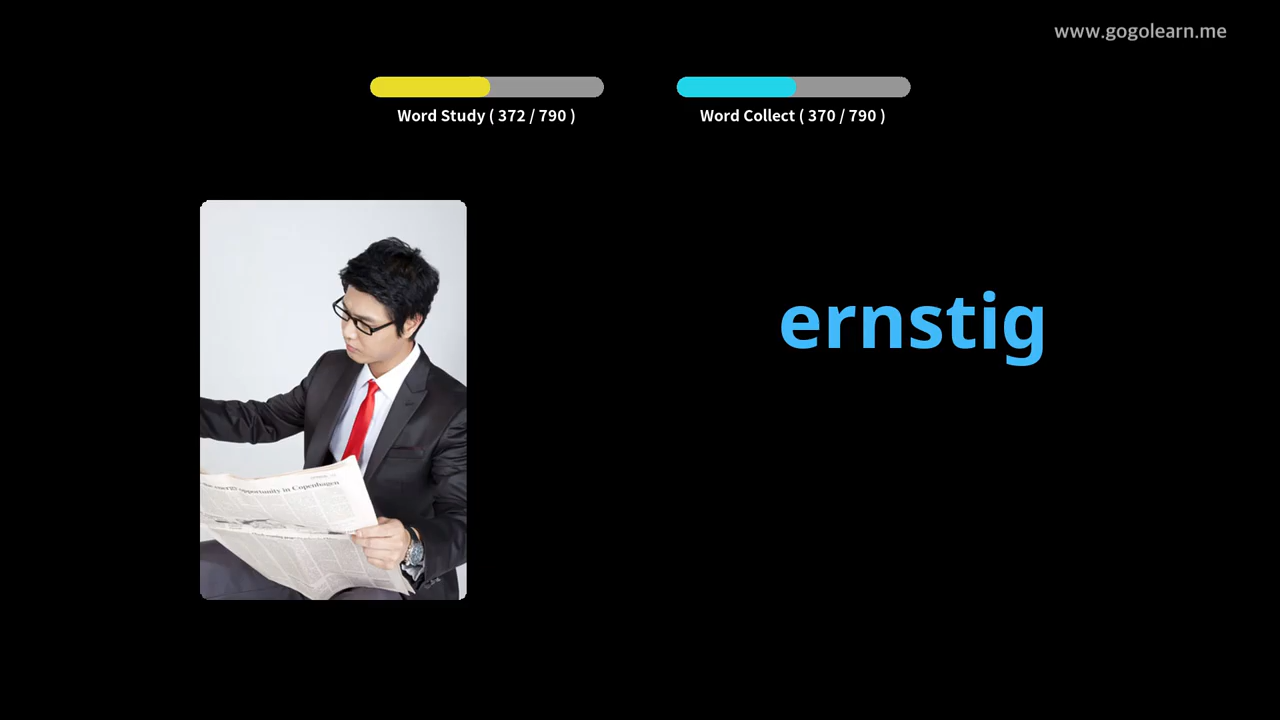 www.gogolearn.me
Word Study ( 372 / 790 )
Word Collect ( 370 / 790 )
ernstig
opportunity in Copenhagen